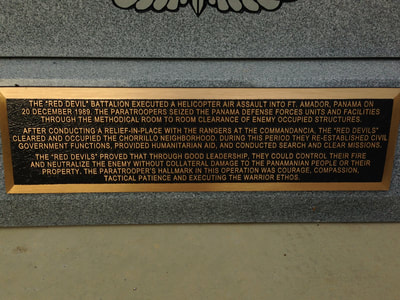 THE "RED DEVIL" BATTALION EXECUTED A HELICOPTER AIR ASSAULT INTO FT. AMADOR, PANAMA ON
20 DECEMBER 1989. THE PARATROOPERS SEIZED THE PANAMA DEFENSE FORCES UNITS AND FACILITIES
THROUGH THE METHODICAL ROOM TO ROOM CLEARANCE OF ENEMY OCCUPIED STRUCTURES.
AFTER CONDUCTING A RELIEF-IN-PLACE WITH THE RANGERS AT THE COMMANDANCIA, THE "RED DEVILS"
CLEARED AND OCCUPIED THE CHORRILLO NEIGHBORHOOD. DURING THIS PERIOD THEY RE-ESTABLISHED CIVIL
GOVERNMENT FUNCTIONS, PROVIDED HUMANITARIAN AID, AND CONDUCTED SEARCH AND CLEAR MISSIONS.
THE "RED DEVILS" PROVED THAT THROUGH GOOD LEADERSHIP, THEY COULD CONTROL THEIR FIRE
AND NEUTRALIZE THE ENEMY WITHOUT COLLATERAL DAMAGE TO THE PANAMANIAN PEOPLE OR THEIR
PROPERTY. THE PARATROOPER'S HALLMARK IN THIS OPERATION WAS COURAGE, COMPASSION,
TACTICAL PATIENCE AND EXECUTING THE WARRIOR ETHOS.